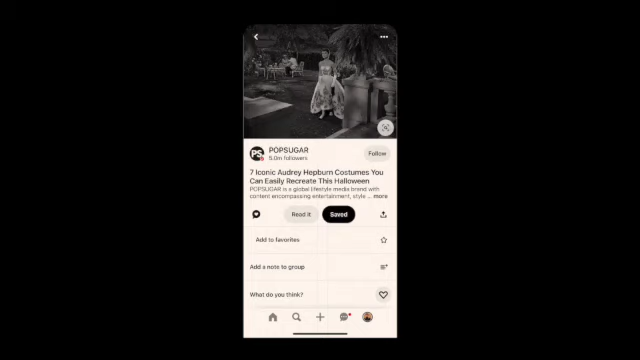 PS
POPSUGAR
5.0m followers
Follow
7 Iconic Audrey Hepburn Costumes You
Can Easily Recreate This Halloween
POPSUGAR is a global lifestyle media brand with
content encompassing entertainment, style ... more
Read it
Saved
Add to favorites
Add a note to group
What do you think?